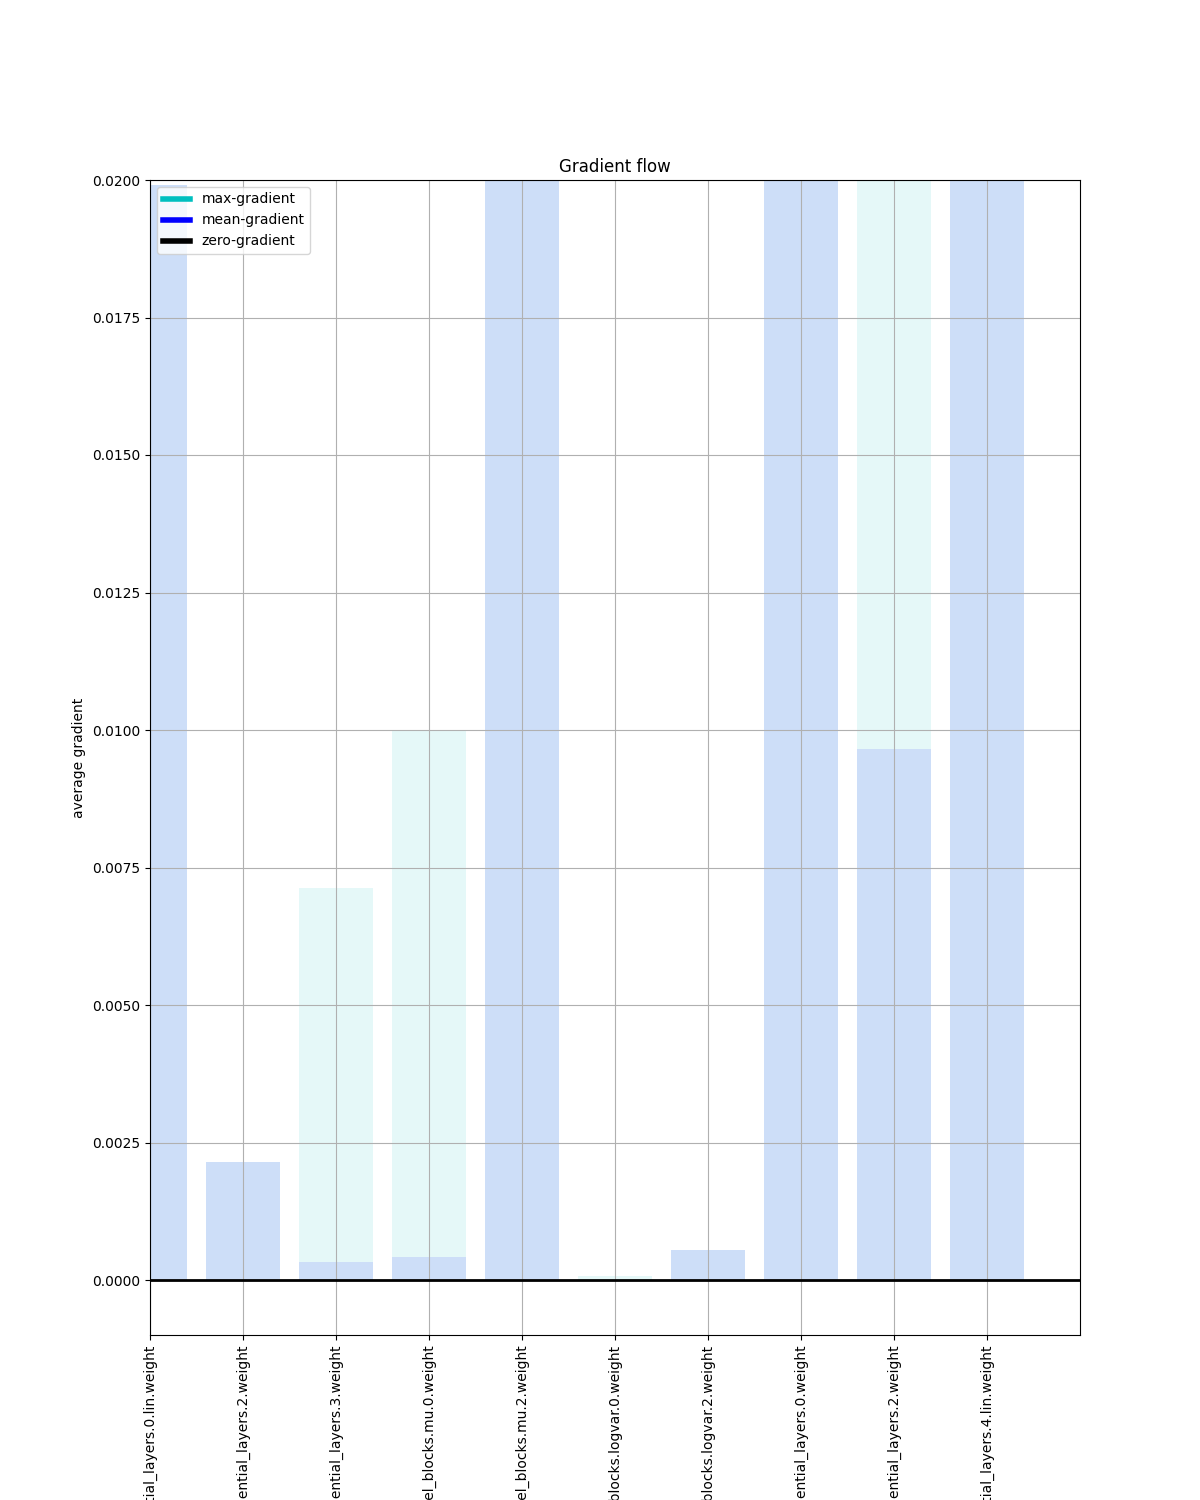 Gradient flow
max-gradient
mean-gradient
zero-gradient
0.0200
0.0175
0.0150
0.0125
0.0100
0.0075
0.0050
0.0025
0.0000
average gradient
tial_layers.0.lin.weight
ential_layers.2.weight
ential_layers.3.weight
el_blocks.mu.0.weight
el_blocks.mu.2.weight
blocks.logvar.0.weight
blocks.logvar.2.weight
ential_layers.0.weight
ential_layers.2.weight
tial_layers.4.lin.weight